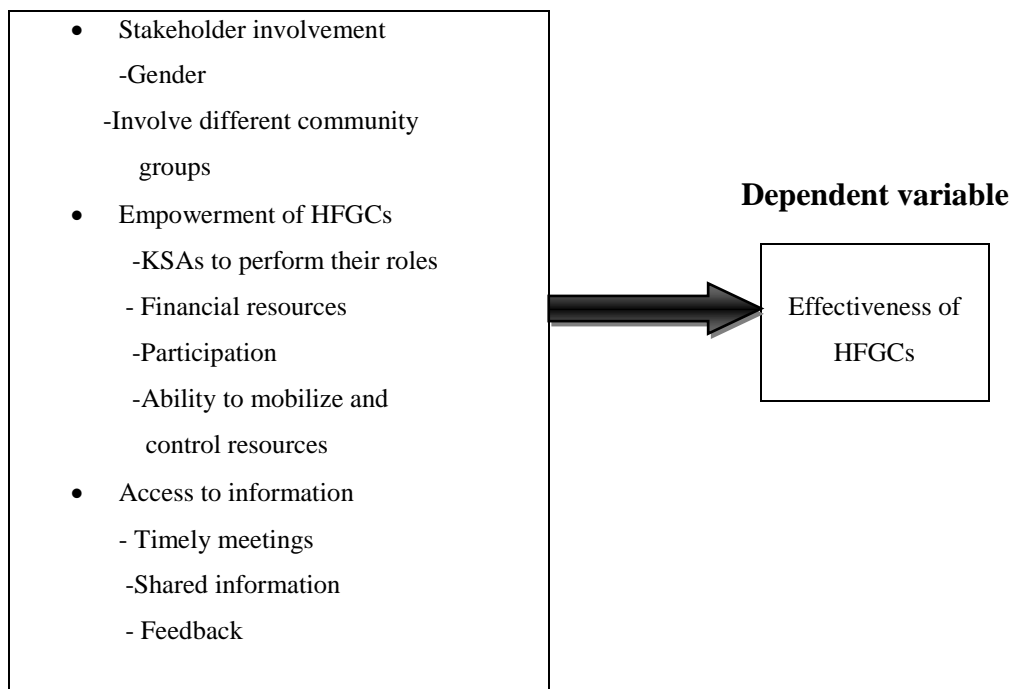 • Stakeholder involvement
-Gender
-Involve different community
groups
• Empowerment of HFGCs
-KSAs to perform their roles
- Financial resources
-Participation
-Ability to mobilize and
control resources
• Access to information
- Timely meetings
-Shared information
- Feedback
Dependent variable
Effectiveness of
HFGCs